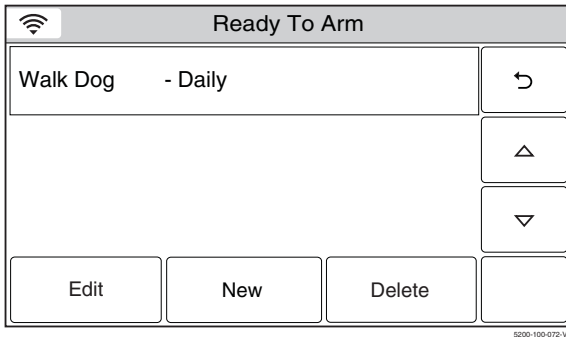 Ready To Arm
Walk Dog - Daily
Edit New Delete
5200-100-072-V